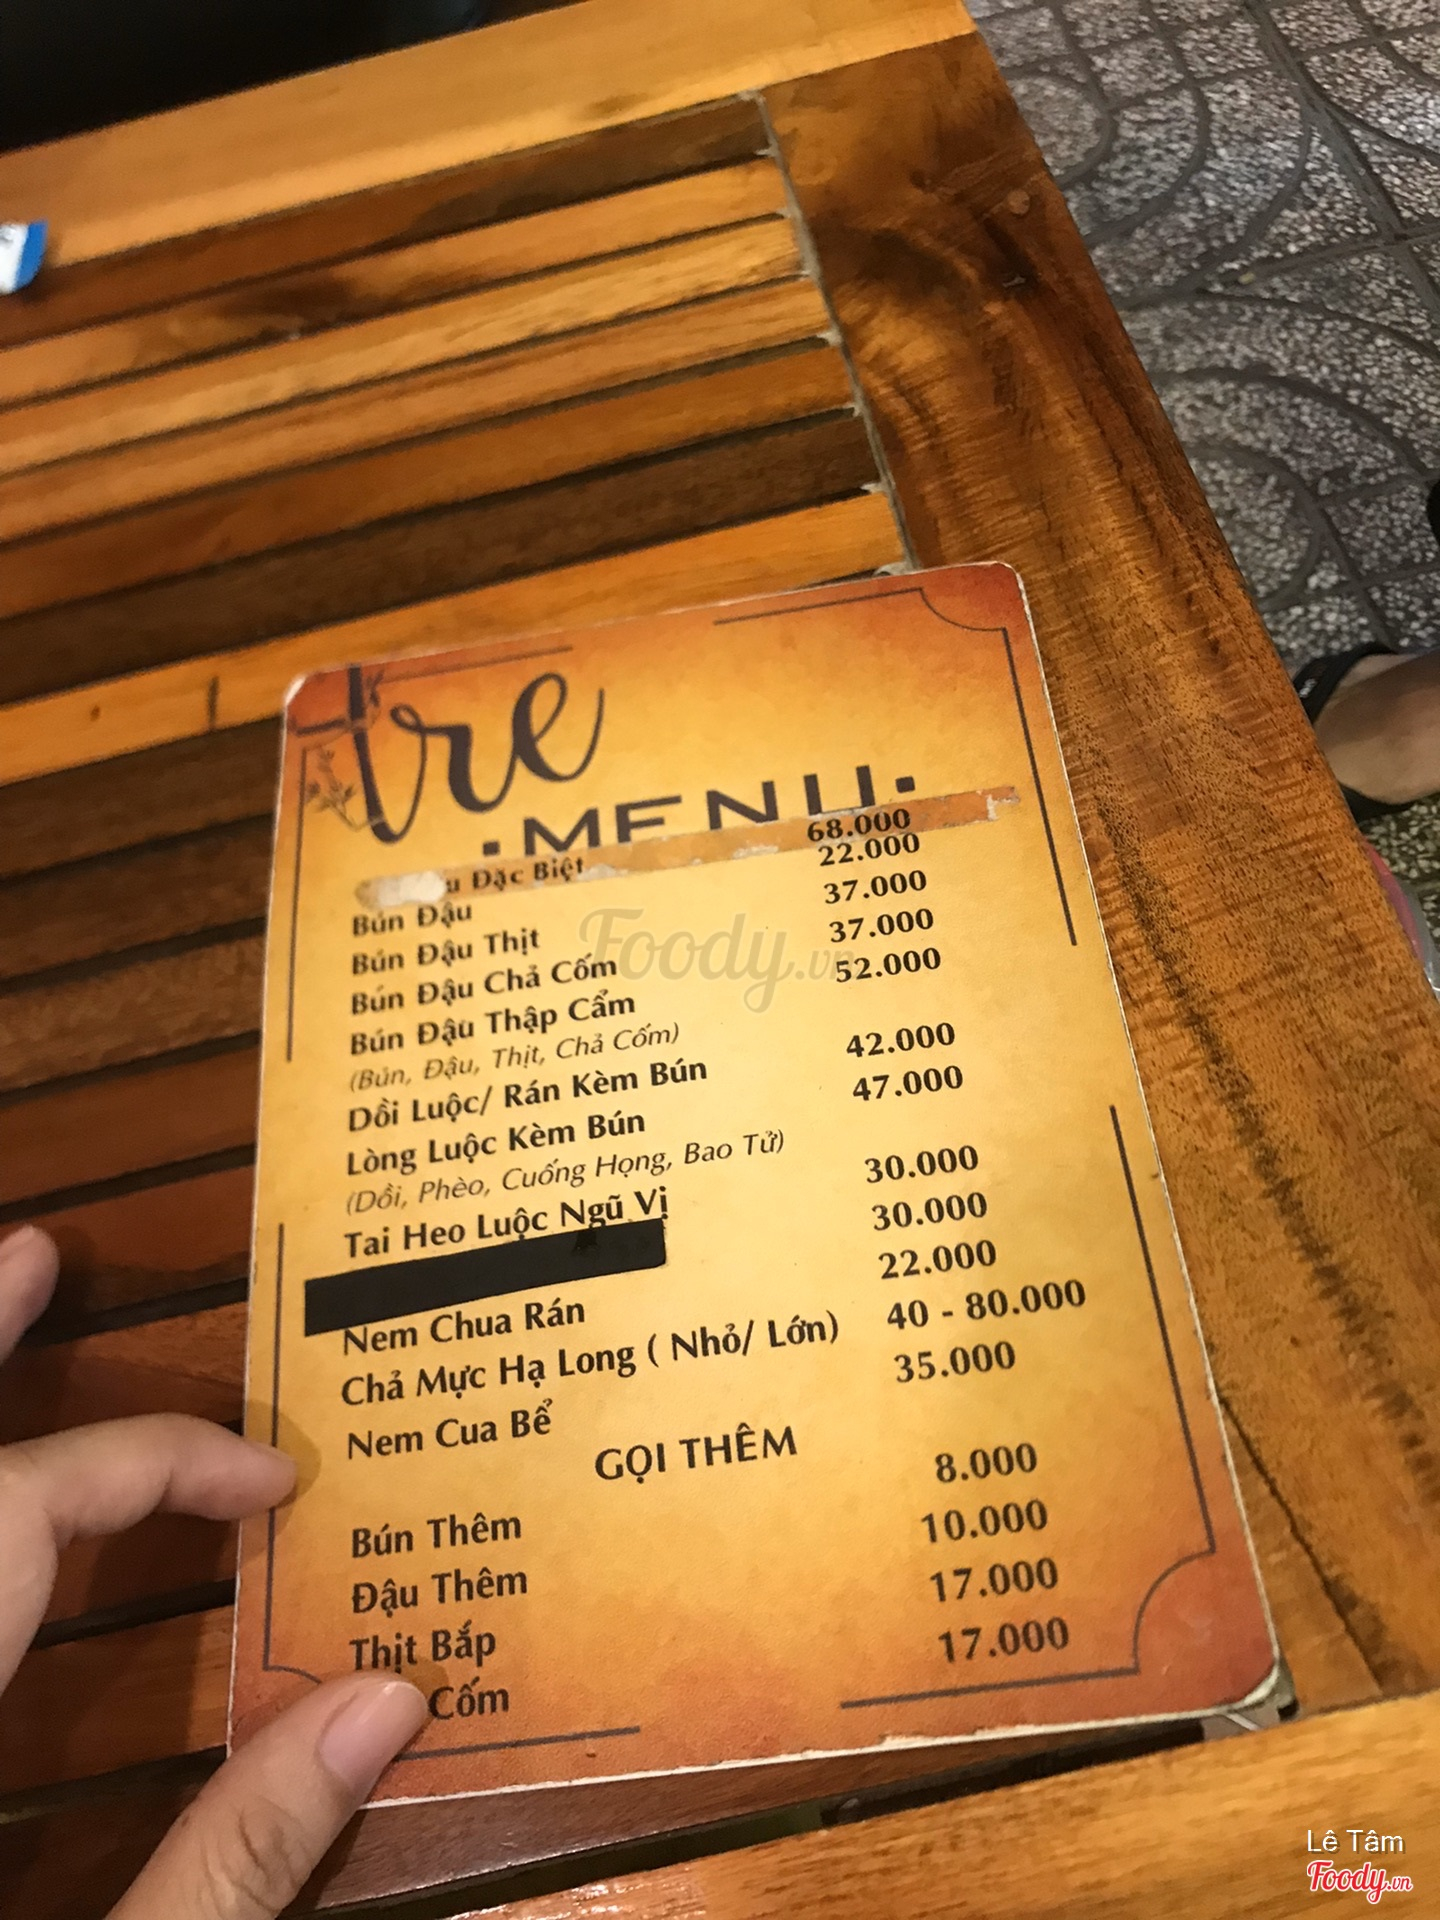 tre
MENU
Đặc Biệt 68.000
Bún Đậu 22.000
Bún Đậu Thịt 37.000
Bún Đậu Chả Cốm 37.000
Bún Đậu Thập Cẩm 52.000
(Bún, Đậu, Thịt, Chả Cốm)
Dồi Luộc/ Rán Kèm Bún 42.000
Lòng Luộc Kèm Bún 47.000
(Dồi, Phèo, Cuống Họng, Bao Tử)
Tai Heo Luộc Ngũ Vị 30.000
30.000
Nem Chua Rán 22.000
Chả Mực Hạ Long ( Nhỏ/ Lớn) 40 - 80.000
Nem Cua Bể 35.000
GỌI THÊM
Bún Thêm 8.000
Đậu Thêm 10.000
Thịt Bắp 17.000
Cốm 17.000
Foody.vn
Lê Tâm
Foody.vn